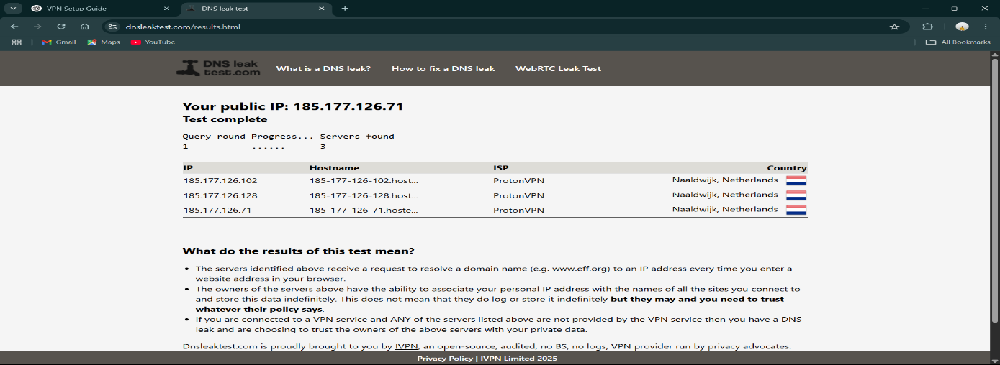 VPN Setup Guide
DNS leak test
dnsleaktest.com/results.html
Gmail
Maps
YouTube
All Bookmarks
DNS leak
test.com
What is a DNS leak?
How to fix a DNS leak
WebRTC Leak Test
Your public IP: 185.177.126.71
Test complete
Query round Progress... Servers found
1 ...... 3
IP Hostname ISP Country
185.177.126.102 185-177-126-102.host... ProtonVPN Naaldwijk, Netherlands
185.177.126.128 185-177-126-128.host... ProtonVPN Naaldwijk, Netherlands
185.177.126.71 185-177-126-71.hoste... ProtonVPN Naaldwijk, Netherlands
What do the results of this test mean?
• The servers identified above receive a request to resolve a domain name (e.g. www.eff.org) to an IP address every time you enter a
website address in your browser.
• The owners of the servers above have the ability to associate your personal IP address with the names of all the sites you connect to
and store this data indefinitely. This does not mean that they do log or store it indefinitely but they may and you need to trust
whatever their policy says.
• If you are connected to a VPN service and ANY of the servers listed above are not provided by the VPN service then you have a DNS
leak and are choosing to trust the owners of the above servers with your private data.
Dnsleaktest.com is proudly brought to you by IVPN, an open-source, audited, no BS, no logs, VPN provider run by privacy advocates.
Privacy Policy | IVPN Limited 2025